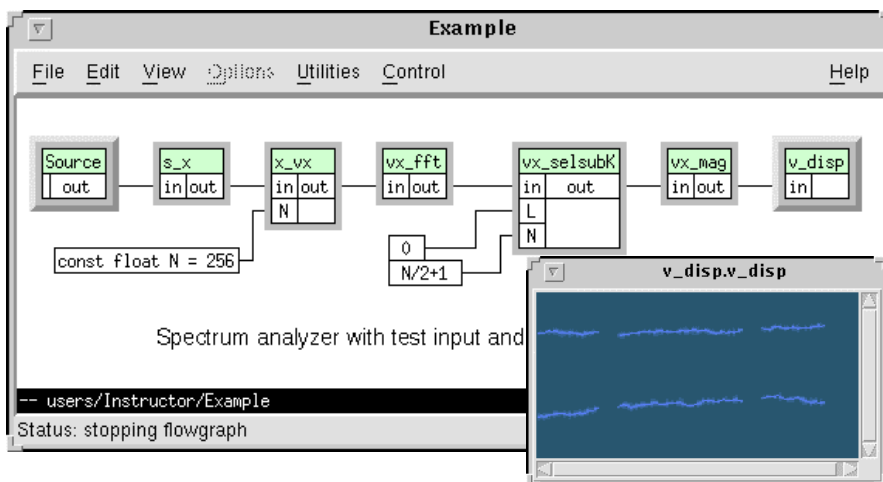 Example
File Edit View Options Utilities Control Help
Source s_x x_vx vx_fft vx_selsubK vx_mag v_disp
out in out in out in out in out in out in
N L
N
const float N = 256
0
N/2+1
v_disp.v_disp
Spectrum analyzer with test input and
-- users/Instructor/Example
Status: stopping flowgraph